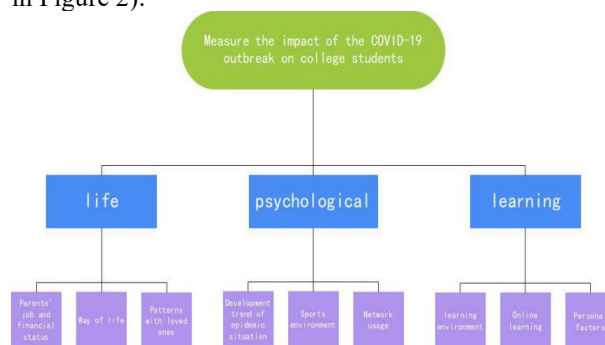 in Figure 2).
Measure the impact of the COVID-19
outbreak on college students
life
psychological
learning
Parents'
job and
financial
status
Way of life
Patterns
with loved
ones
Development
trend of
epidemic
situation
Sports
environment
Network
usage
learning
environment
Online
learning
Personal
factors